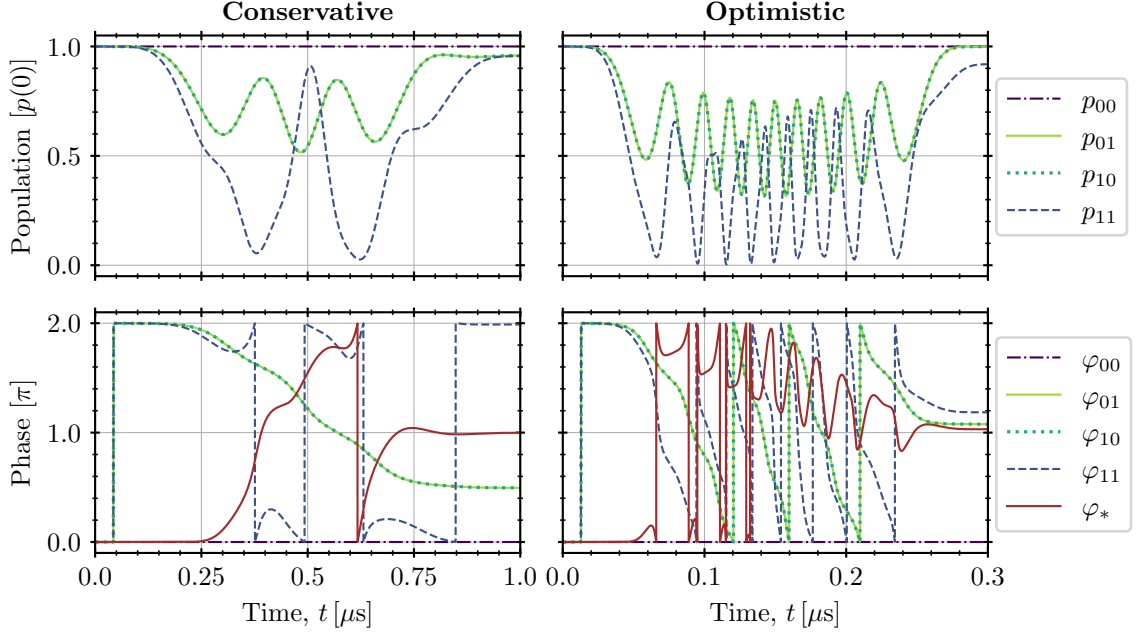 Conservative
Optimistic
Population [p(0)]
1.0
0.5
0.0
p₀₀
p₀₁
p₁₀
p₁₁
Phase [π]
2.0
1.0
0.0
φ₀₀
φ₀₁
φ₁₀
φ₁₁
φ*
0.0 0.25 0.5 0.75 1.0
0.0 0.1 0.2 0.3
Time, t [μs]
Time, t [μs]